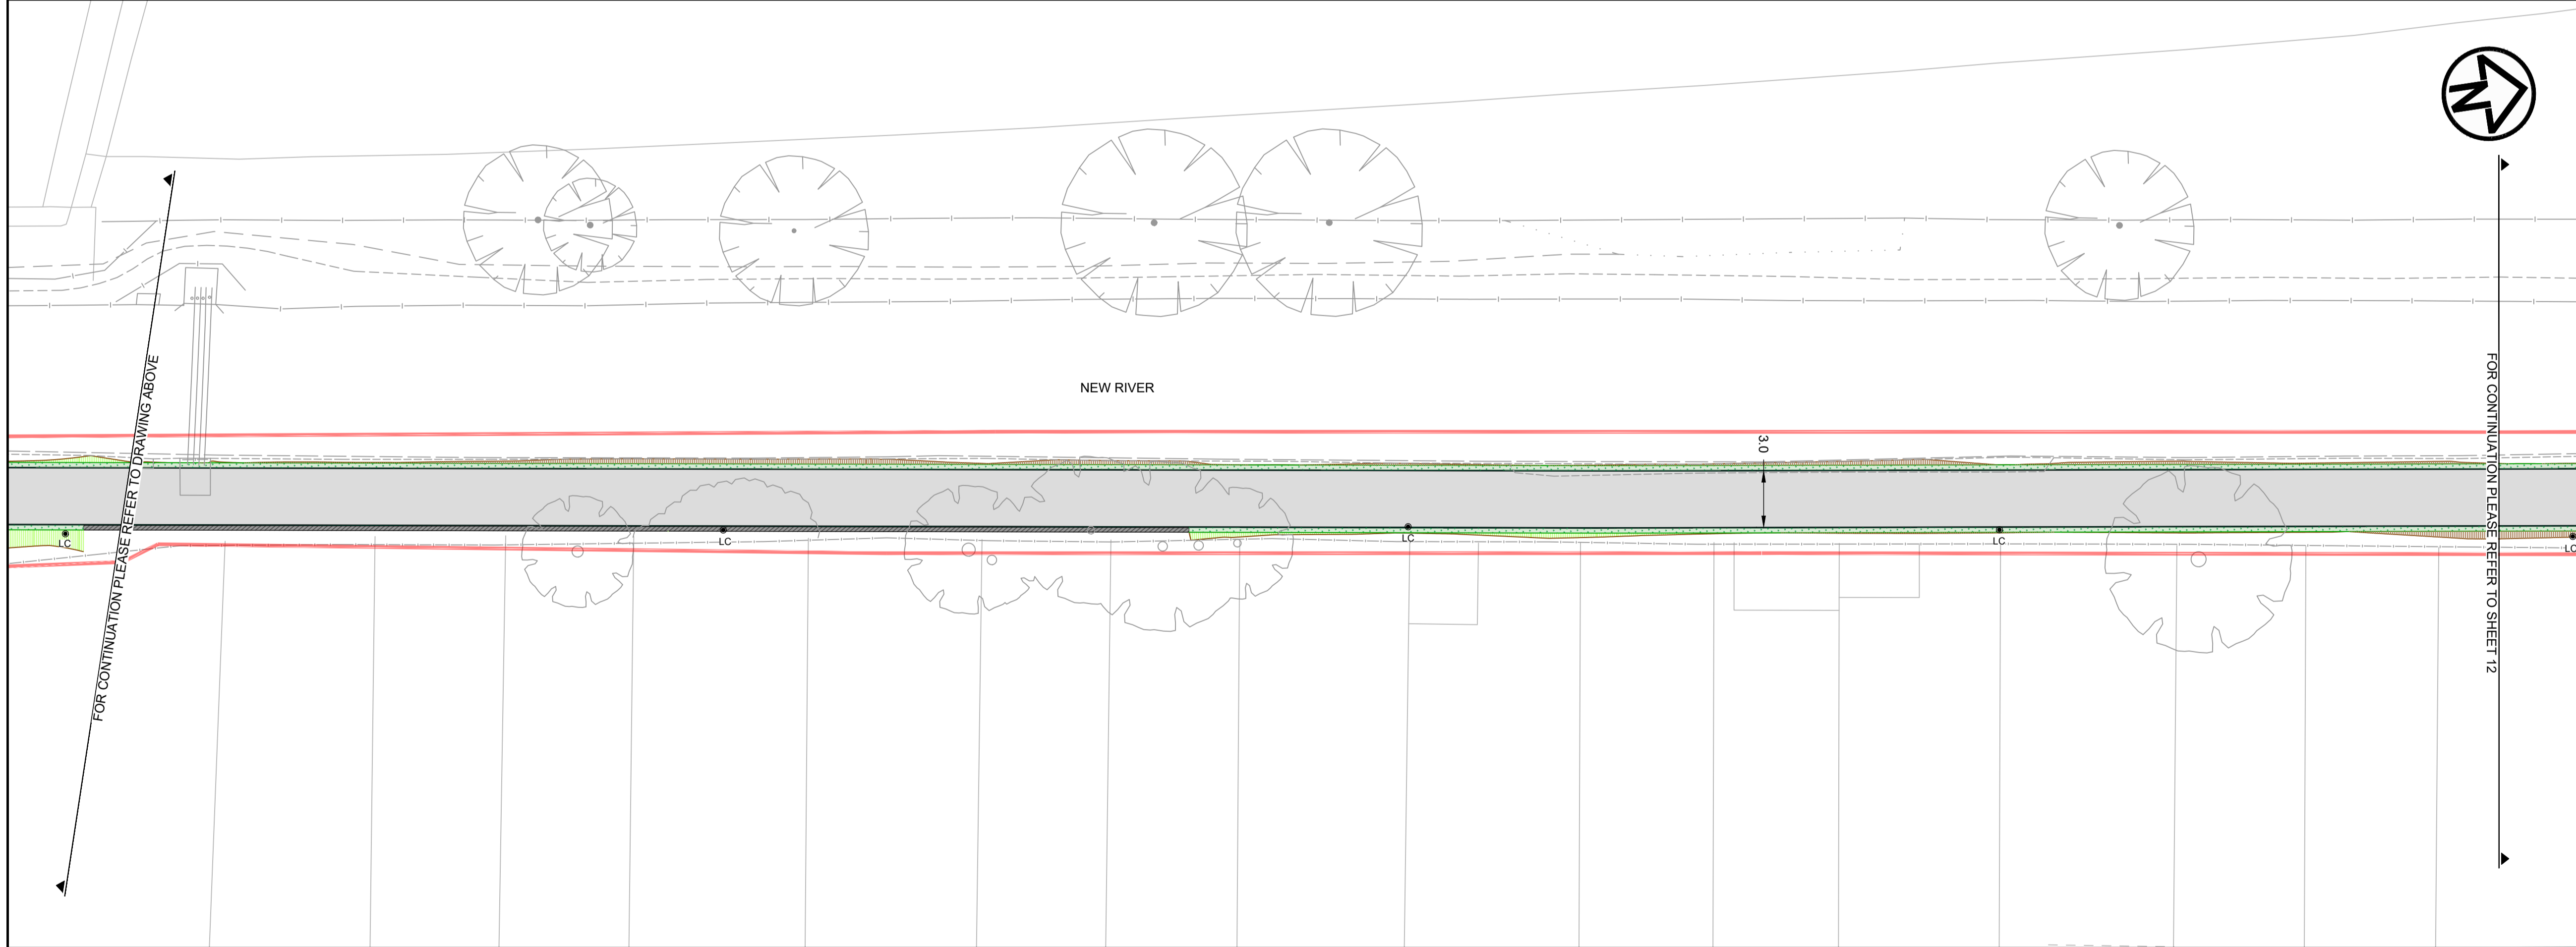 N
FOR CONTINUATION PLEASE REFER TO DRAWING ABOVE
NEW RIVER
3.0
FOR CONTINUATION PLEASE REFER TO SHEET 12
LC
LC
LC
LC
LC